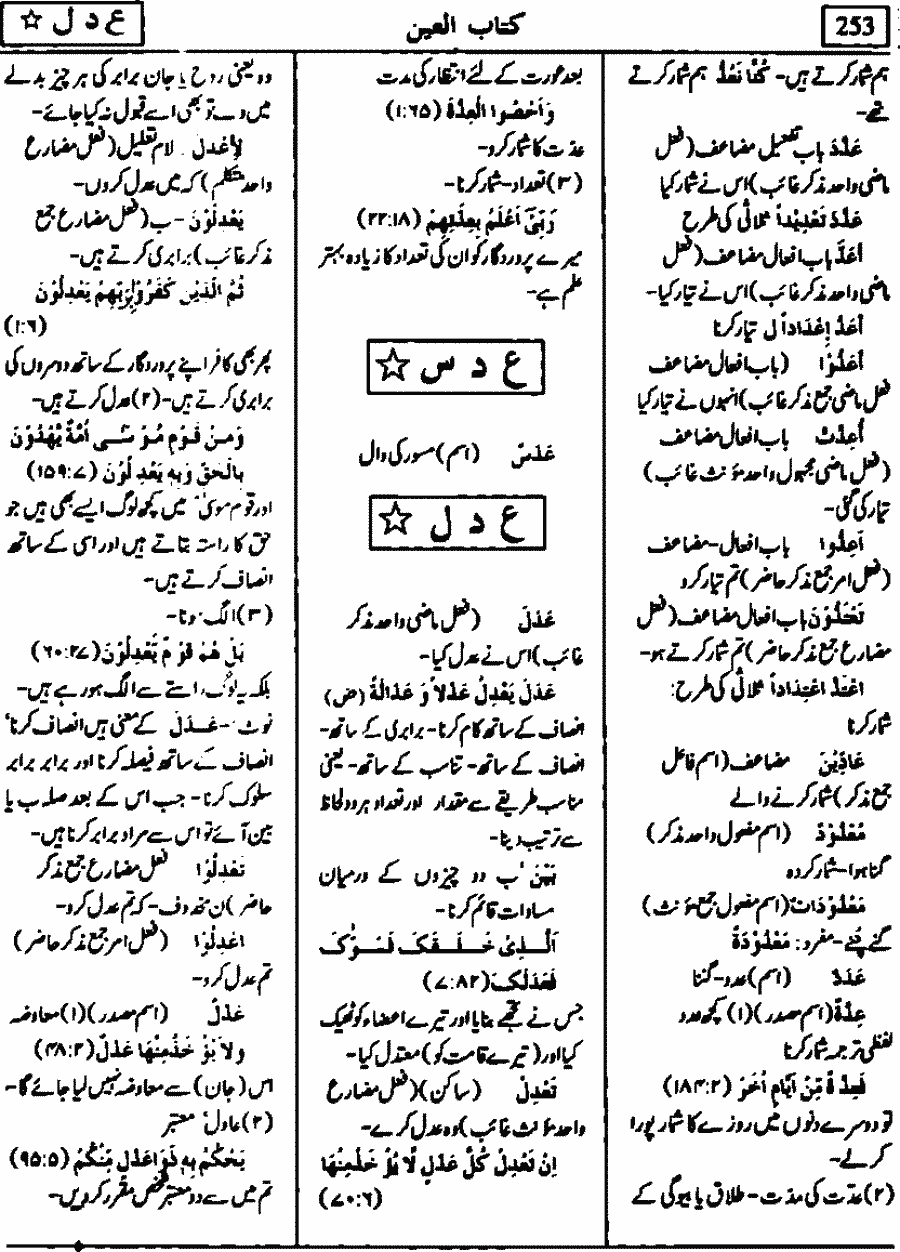 253
کتاب العین
ع د ل ☆
ہم شمار کرتے ہیں- کُنَّا نَعُدُّ ہم شمار کرتے
تھے-
عَدَّدَ باب تفعیل مضاعف (فعل
ماضی واحد مذکر غائب) اس نے شمار کیا
عَدَّدَ تَعْدِیْداً ثلاثی کی طرح
اَعَدَّ باب افعال مضاعف (فعل
ماضی واحد مذکر غائب) اس نے تیار کیا-
اَعَدَّ اِعْدَاداً ل تیار کرنا
اَعَدُّوْا (باب افعال مضاعف
فعل ماضی جمع مذکر غائب) انہوں نے تیار کیا
اُعِدَّتْ باب افعال مضاعف
(فعل ماضی مجہول واحد مؤنث غائب)
تیار کی گئی-
اَعِدُّوا باب افعال-مضاعف
(فعل امر جمع مذکر حاضر) تم تیار کرو
تَعْتَدُّوْنَ باب افعال مضاعف (فعل
مضارع جمع مذکر حاضر) تم شمار کرتے ہو-
اِعْتَدَّ اِعْتِدَاداً ثلاثی کی طرح:
شمار کرنا
عَادِّیْنَ مضاعف (اسم فاعل
جمع مذکر) شمار کرنے والے
مَعْدُوْدٌ (اسم مفعول واحد مذکر)
گنا ہوا-شمار کردہ
مَعْدُوْدَاتٌ (اسم مفعول جمع مؤنث)
گنے چنے-مفرد: مَعْدُوْدَةٌ
عَدَدٌ (اسم) عدد-گننا
عِدَّةٌ (اسم مصدر) (۱) کچھ عدد
لفظی ترجمہ شمار کرنا
فَعِدَّةٌ مِّنْ اَیَّامٍ اُخَرَ (۱۸۴:۲)
تو دوسرے دنوں میں روزے کا شمار پورا
کر لے-
(۲) عدّت کی مدت - طلاق یا بیوگی کے
بعد عورت کے لئے انتظار کی مدت
وَاَحْصُوا الْعِدَّةَ (۱:۶۵)
عدت کا شمار کرو-
(۳) تعداد-شمار کرنا-
رَبِّیْٓ اَعْلَمُ بِعِدَّتِهِمْ (۲۲:۱۸)
میرے پروردگار کو ان کی تعداد کا زیادہ بہتر
علم ہے-
ع د س ☆
عَدَسٌ (اسم) مسور کی دال
ع د ل ☆
عَدَلَ (فعل ماضی واحد مذکر
غائب) اس نے عدل کیا-
عَدَلَ یَعْدِلُ عَدْلاً وَ عَدَالَةً (ض)
انصاف کے ساتھ کام کرنا-برابری کے ساتھ-
انصاف کے ساتھ- تناسب کے ساتھ- یعنی
مناسب طریقے سے مقدار اور تعداد ہر دو لحاظ
سے ترتیب دینا-
بَیْنَ ' ب دو چیزوں کے درمیان
مساوات قائم کرنا-
اَلَّذِیْ خَلَقَکَ فَسَوّٰکَ
فَعَدَلَکَ (۷:۸۲)
جس نے تجھے بنایا اور تیرے اعضاء کو ٹھیک
کیا اور (تیرے قامت کو) معتدل کیا-
تَعْدِلْ (ساکن) (فعل مضارع
واحد مؤنث غائب) وہ عدل کرے-
اِنْ تَعْدِلْ کُلَّ عَدْلٍ لَّا یُؤْ خَذْمِنْهَا
(۷۰:۶)
وہ یعنی روح یا جان برابر کی ہر چیز بدلے
میں دے تو بھی اسے قبول نہ کیا جائے-
لِاَعْدِلَ . لام تعلیل (فعل مضارع
واحد متکلم) کہ میں عدل کروں-
یَعْدِلُوْنَ -ب (فعل مضارع جمع
مذکر غائب) برابری کرتے ہیں-
ثُمَّ الَّذِیْنَ کَفَرُوْا بِرَبِّهِمْ یَعْدِلُوْنَ
(۱:۶)
پھر بھی کافر اپنے پروردگار کے ساتھ دوسروں کی
برابری کرتے ہیں-(۲) عدل کرتے ہیں-
وَمِنْ قَوْمِ مُوْسٰی اُمَّةٌ یَّهْدُوْنَ
بِالْحَقِّ وَبِهٖ یَعْدِلُوْنَ (۱۵۹:۷)
اور قوم موسیٰ میں کچھ لوگ ایسے بھی ہیں جو
حق کا راستہ بتاتے ہیں اور اسی کے ساتھ
انصاف کرتے ہیں-
(۳) الگ ہونا-
بَلْ هُمْ قَوْمٌ یَّعْدِلُوْنَ (۶۰:۲۷)
بلکہ یہ لوگ راستے سے الگ ہو رہے ہیں-
نوٹ:-عَدَلَ کے معنی ہیں انصاف کرنا'
انصاف کے ساتھ فیصلہ کرنا اور برابر برابر
سلوک کرنا- جب اس کے بعد صلہ ب یا
بین آئے تو اس سے مراد برابر کرنا ہیں-
تَعْدِلُوْا فعل مضارع جمع مذکر
حاضر) ن محذوف-کہ تم عدل کرو-
اِعْدِلُوْا (فعل امر جمع مذکر حاضر)
تم عدل کرو-
عَدْلٌ (اسم مصدر) (۱) معاوضہ
وَلاَ یُؤْ خَذُمِنْهَا عَدْلٌ (۴۸:۲)
اس (جان) سے معاوضہ نہیں لیا جائے گا-
(۲) عادل' معتبر
یَحْکُمُ بِهٖ ذَوَا عَدْلٍ مِّنْکُمْ (۹۵:۵)
تم میں سے دو معتبر شخص مقرر کردیں-